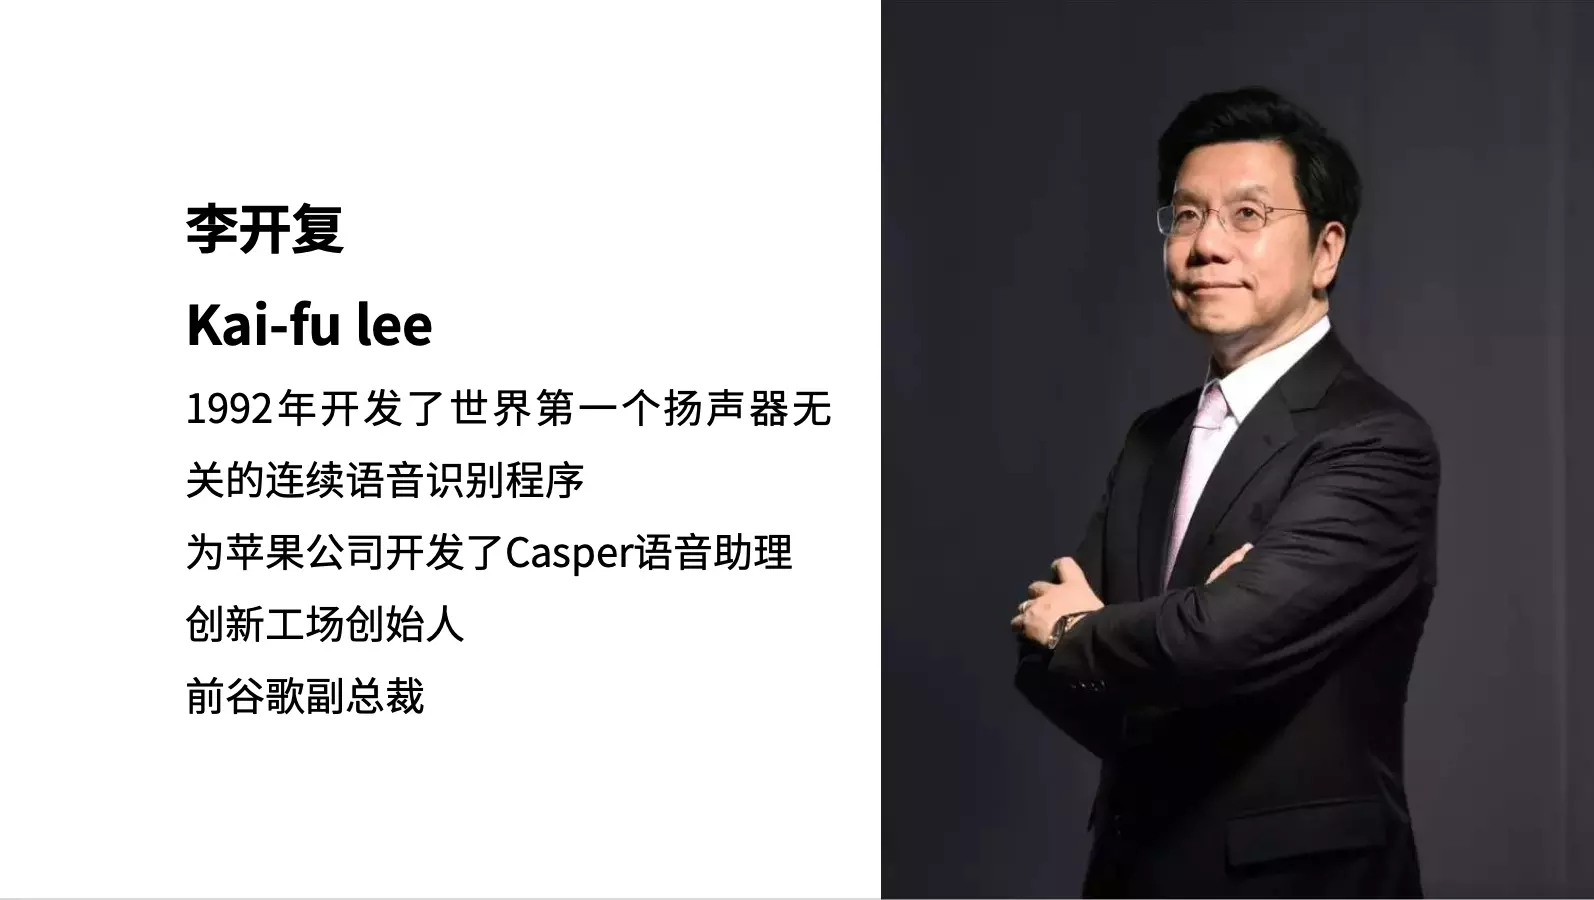 李开复
Kai-fu lee
1992年开发了世界第一个扬声器无
关的连续语音识别程序
为苹果公司开发了Casper语音助理
创新工场创始人
前谷歌副总裁